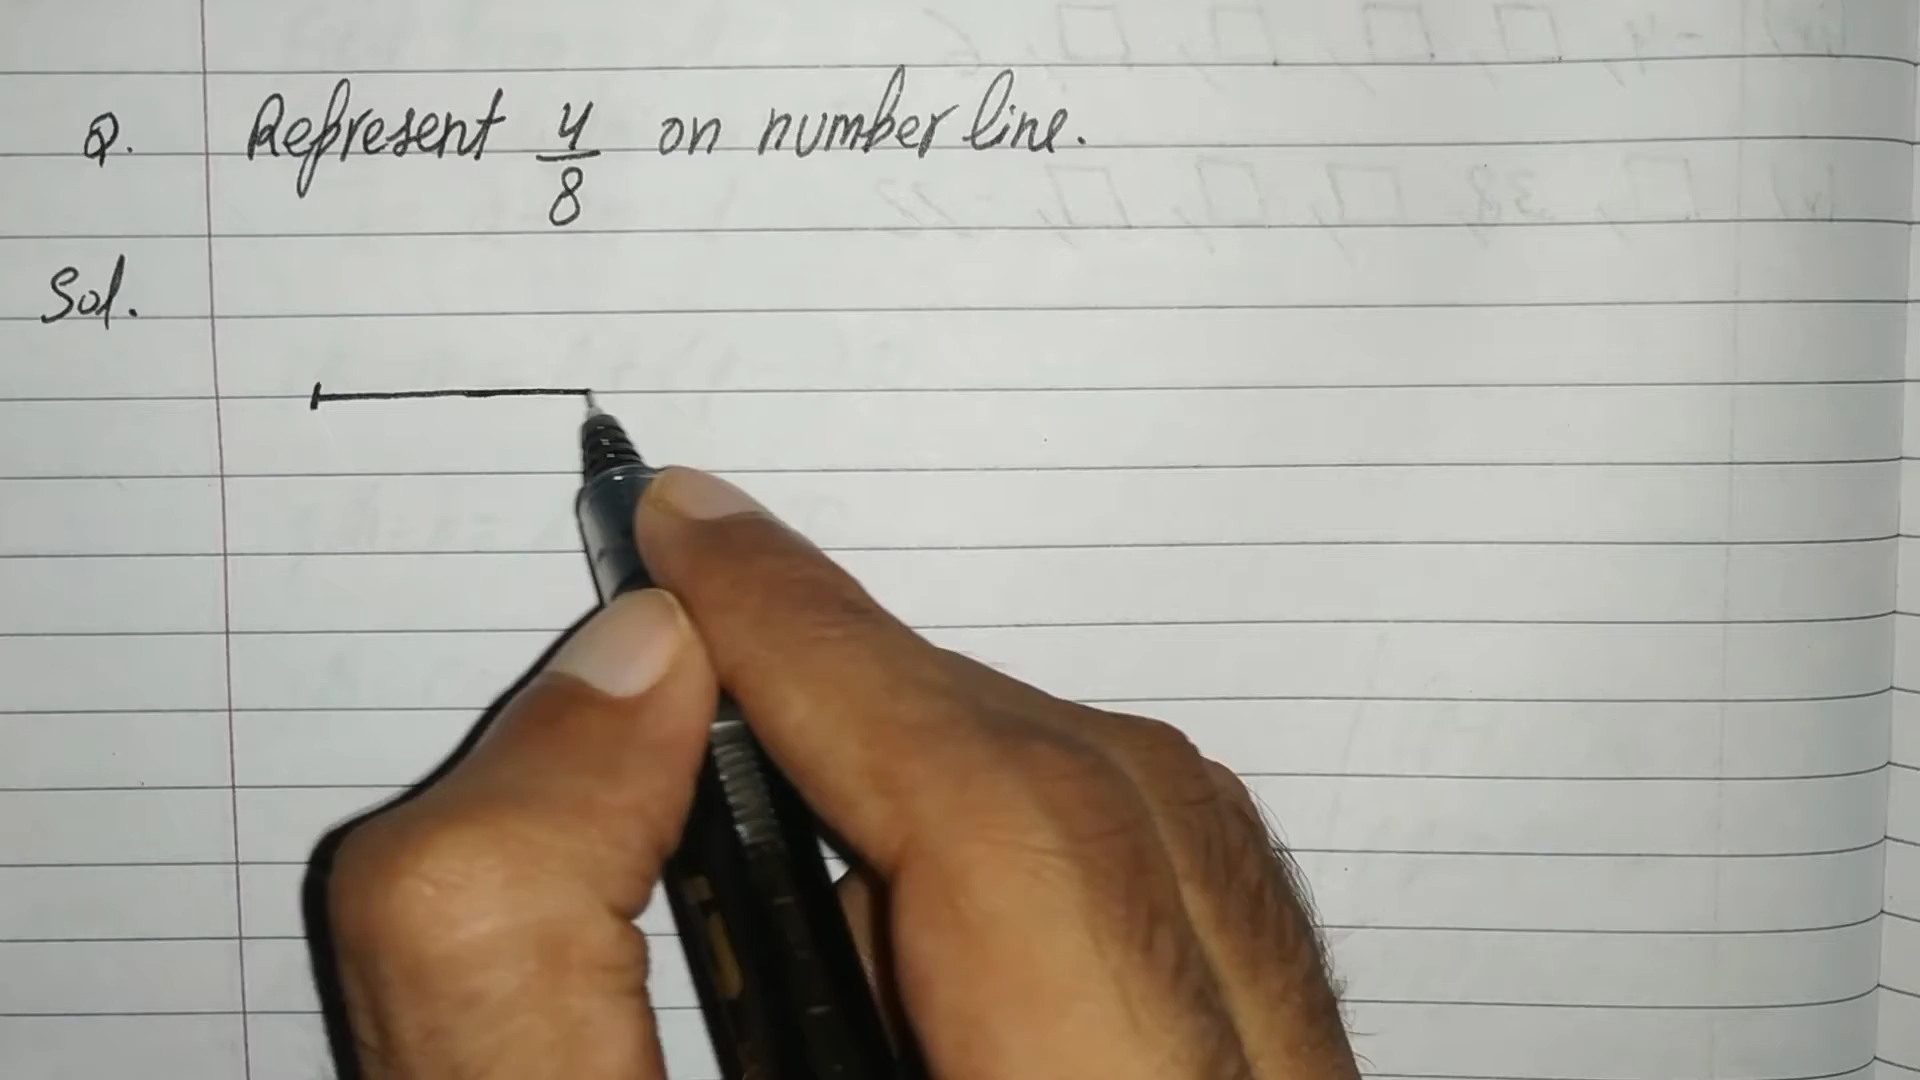 Q. Represent 4/8 on number line.
Sol.